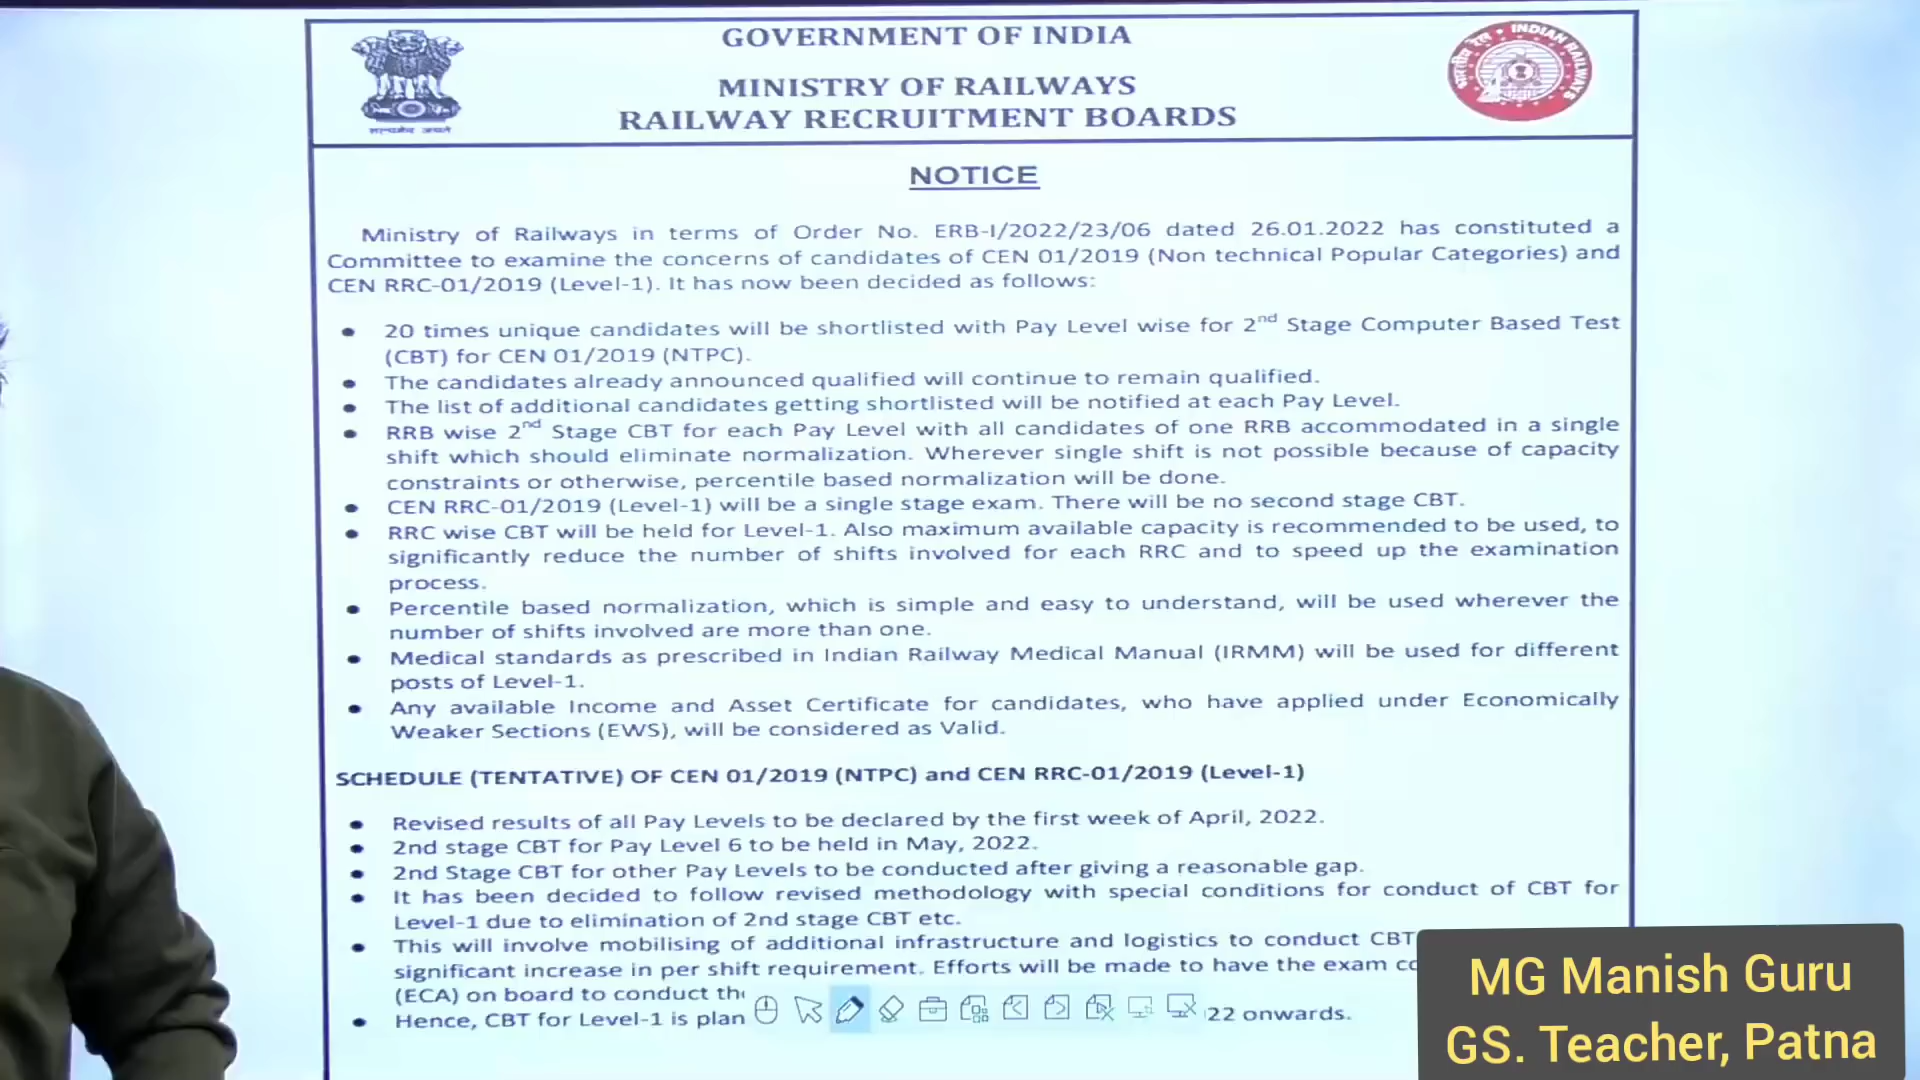 GOVERNMENT OF INDIA
MINISTRY OF RAILWAYS
RAILWAY RECRUITMENT BOARDS
सत्यमेव जयते
भारतीय रेल • INDIAN RAILWAYS
NOTICE
Ministry of Railways in terms of Order No. ERB-I/2022/23/06 dated 26.01.2022 has constituted a
Committee to examine the concerns of candidates of CEN 01/2019 (Non technical Popular Categories) and
CEN RRC-01/2019 (Level-1). It has now been decided as follows:
• 20 times unique candidates will be shortlisted with Pay Level wise for 2nd Stage Computer Based Test
(CBT) for CEN 01/2019 (NTPC).
• The candidates already announced qualified will continue to remain qualified.
• The list of additional candidates getting shortlisted will be notified at each Pay Level.
• RRB wise 2nd Stage CBT for each Pay Level with all candidates of one RRB accommodated in a single
shift which should eliminate normalization. Wherever single shift is not possible because of capacity
constraints or otherwise, percentile based normalization will be done.
• CEN RRC-01/2019 (Level-1) will be a single stage exam. There will be no second stage CBT.
• RRC wise CBT will be held for Level-1. Also maximum available capacity is recommended to be used, to
significantly reduce the number of shifts involved for each RRC and to speed up the examination
process.
• Percentile based normalization, which is simple and easy to understand, will be used wherever the
number of shifts involved are more than one.
• Medical standards as prescribed in Indian Railway Medical Manual (IRMM) will be used for different
posts of Level-1.
• Any available Income and Asset Certificate for candidates, who have applied under Economically
Weaker Sections (EWS), will be considered as Valid.
SCHEDULE (TENTATIVE) OF CEN 01/2019 (NTPC) and CEN RRC-01/2019 (Level-1)
• Revised results of all Pay Levels to be declared by the first week of April, 2022.
• 2nd stage CBT for Pay Level 6 to be held in May, 2022.
• 2nd Stage CBT for other Pay Levels to be conducted after giving a reasonable gap.
• It has been decided to follow revised methodology with special conditions for conduct of CBT for
Level-1 due to elimination of 2nd stage CBT etc.
• This will involve mobilising of additional infrastructure and logistics to conduct CBT
significant increase in per shift requirement. Efforts will be made to have the exam
(ECA) on board to conduct
• Hence, CBT for Level-1 is plan 22 onwards.
MG Manish Guru
GS. Teacher, Patna